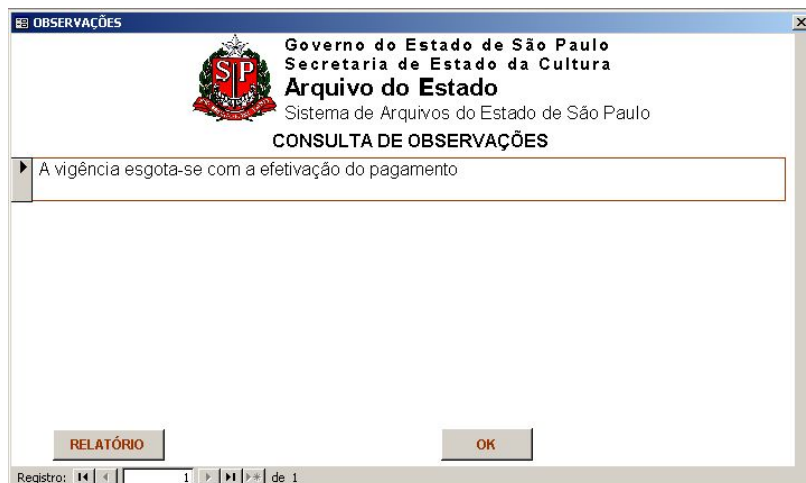 OBSERVAÇÕES
Governo do Estado de São Paulo
Secretaria de Estado da Cultura
Arquivo do Estado
Sistema de Arquivos do Estado de São Paulo
SP
CONSULTA DE OBSERVAÇÕES
A vigência esgota-se com a efetivação do pagamento
RELATÓRIO
OK
Registro: 1 de 1